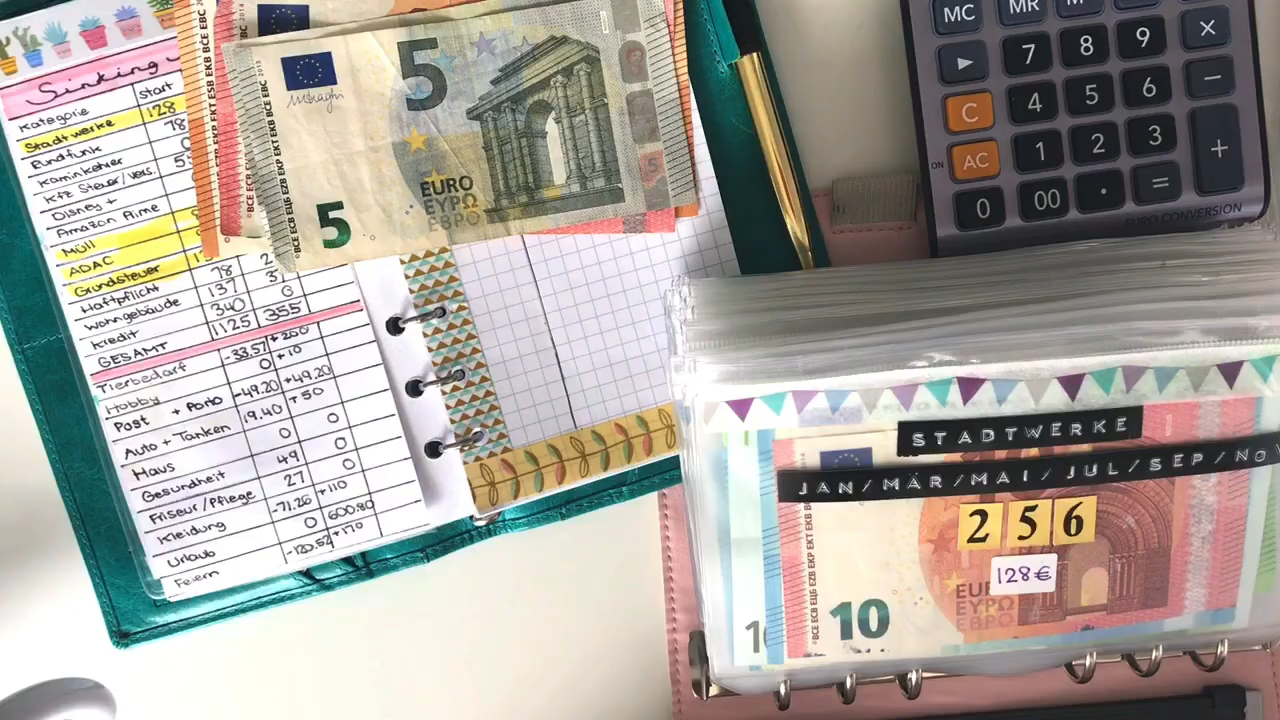 Sinking
Kategorie start
Stadtwerke 128
Rundfunk 78
Kaminkehrer
Kfz Steuer/Vers.
Disney +
Amazon Prime
Müll
ADAC
Grundsteuer
Haftpflicht 78
Wohngebäude 137
Kredit 340 0
GESAMT 1125 355
Tierbedarf -33.57 +200
Hobby 0 +10
Post + Porto -49.20 +49.20
Auto + Tanken 19.40 +50
Haus 0 0
Gesundheit 49 0
Friseur/Pflege 27 0
Kleidung -71.26 +110
Urlaub 0 600.80
Feiern -120.52 +170
5
EURO
ΕΥΡΩ
ЕВРО
5
MC MR
7 8 9 ×
C 4 5 6 −
ON AC 1 2 3 +
0 00 · =
EURO CONVERSION
STADTWERKE
JAN/MÄR/MAI/JUL/SEP/NOV
256
128€
10